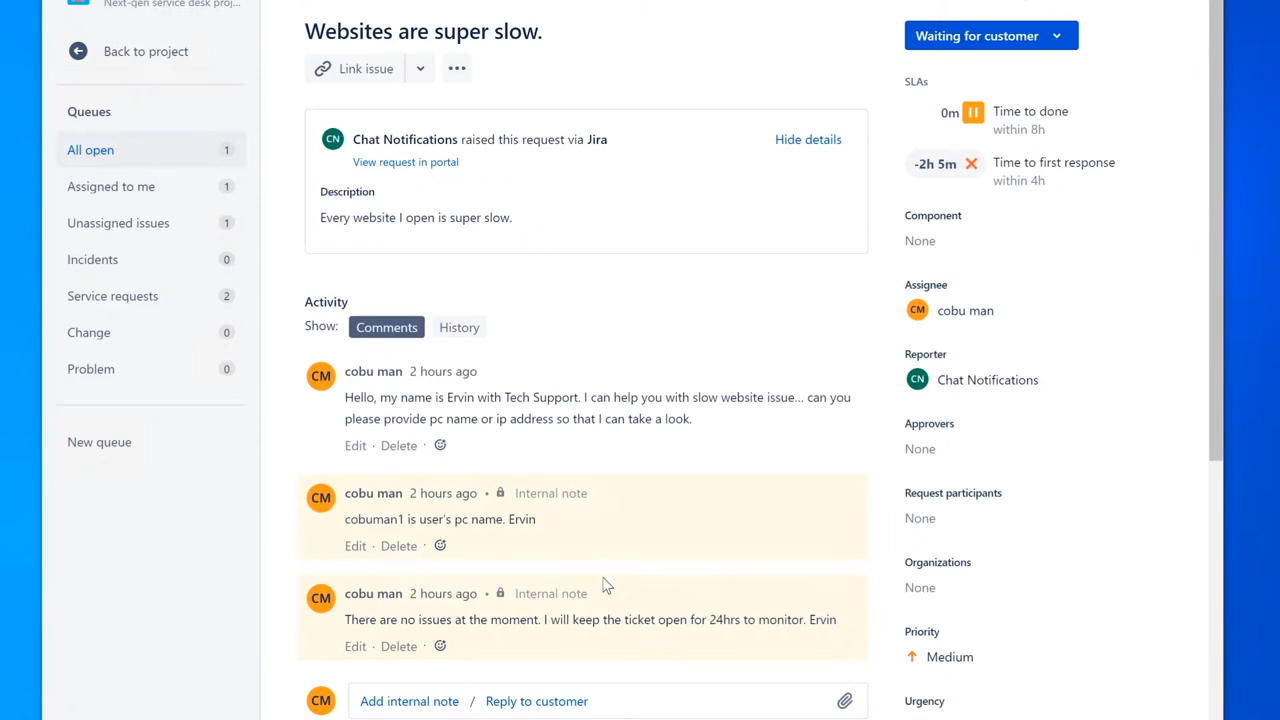 Next-gen service desk proj...
Back to project
Queues
All open 1
Assigned to me 1
Unassigned issues 1
Incidents 0
Service requests 2
Change 0
Problem 0
New queue
Websites are super slow.
Link issue
CN Chat Notifications raised this request via Jira Hide details
View request in portal
Description
Every website I open is super slow.
Activity
Show: Comments History
CM cobu man 2 hours ago
Hello, my name is Ervin with Tech Support. I can help you with slow website issue... can you
please provide pc name or ip address so that I can take a look.
Edit · Delete ·
CM cobu man 2 hours ago • Internal note
cobuman1 is user's pc name. Ervin
Edit · Delete ·
CM cobu man 2 hours ago • Internal note
There are no issues at the moment. I will keep the ticket open for 24hrs to monitor. Ervin
Edit · Delete ·
CM Add internal note / Reply to customer
Waiting for customer
SLAs
0m Time to done
within 8h
-2h 5m Time to first response
within 4h
Component
None
Assignee
CM cobu man
Reporter
CN Chat Notifications
Approvers
None
Request participants
None
Organizations
None
Priority
Medium
Urgency